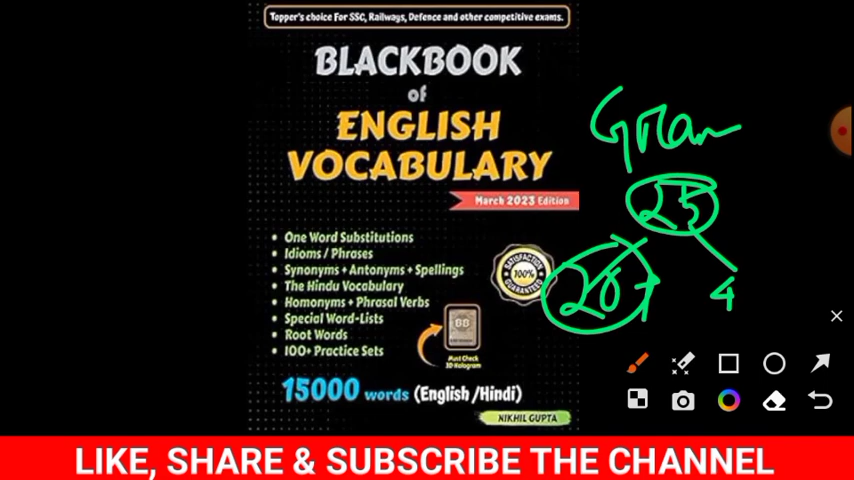 Topper's choice For SSC, Railways, Defence and other competitive exams.
BLACKBOOK
of
ENGLISH
VOCABULARY
March 2023 Edition
• One Word Substitutions
• Idioms / Phrases
• Synonyms + Antonyms + Spellings
• The Hindu Vocabulary
• Homonyms + Phrasal Verbs
• Special Word-Lists
• Root Words
• 100+ Practice Sets
SATISFACTION
100%
GUARANTEED
BB
Must Check
3D Hologram
15000 words (English /Hindi)
NIKHIL GUPTA
Gram
25
20+ 4
LIKE, SHARE & SUBSCRIBE THE CHANNEL